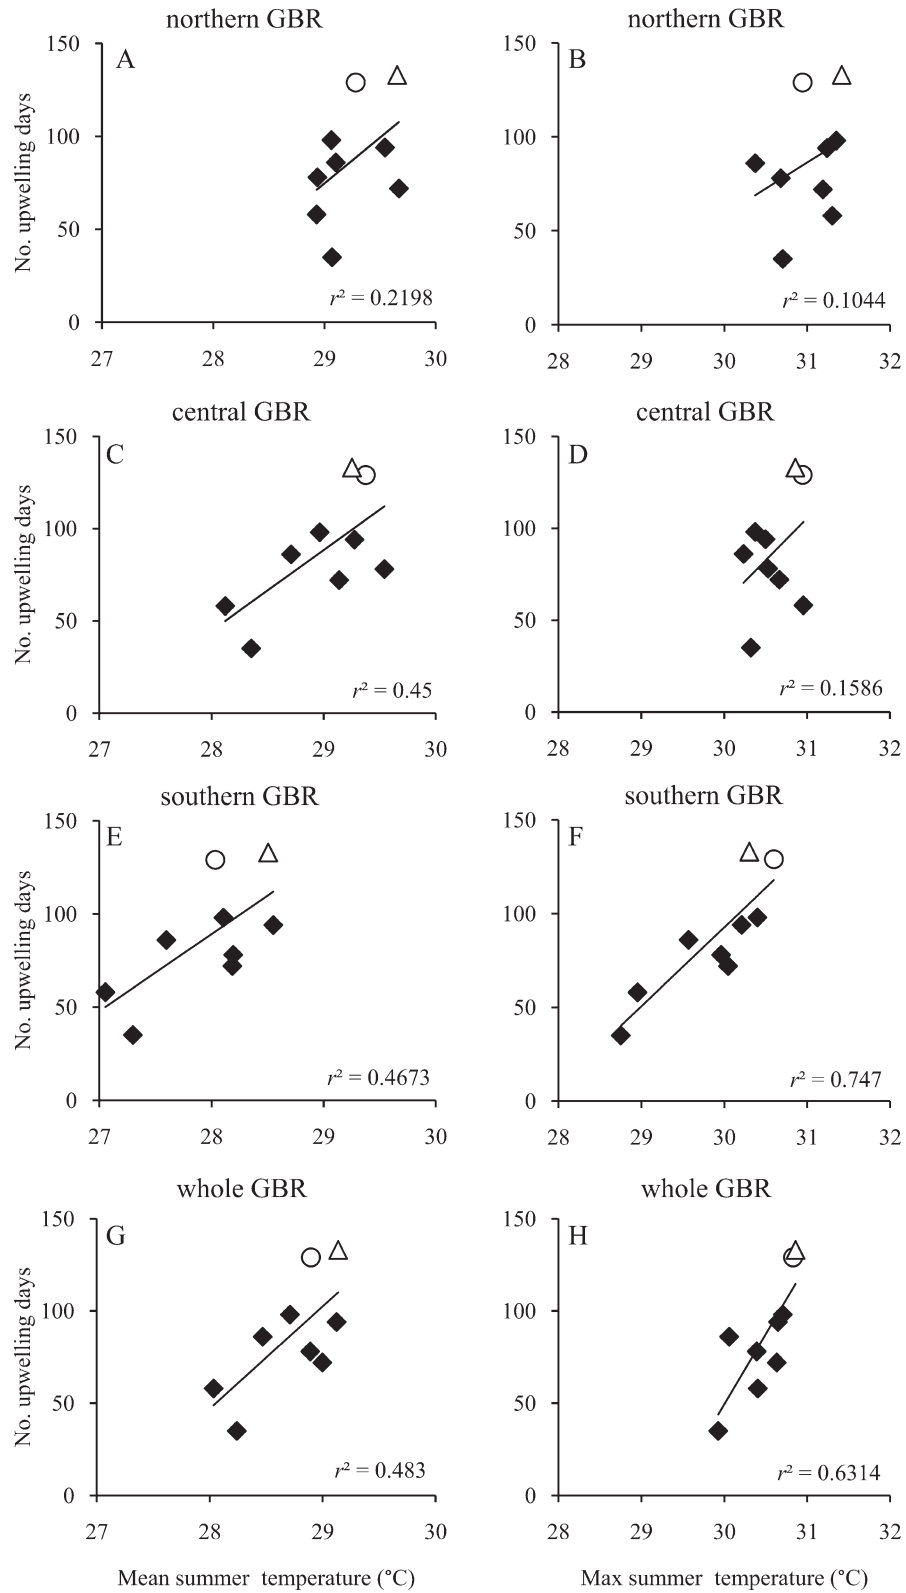 northern GBR
northern GBR
150
100
50
0
A
No. upwelling days
r² = 0.2198
27 28 29 30
150
100
50
0
B
r² = 0.1044
28 29 30 31 32
central GBR
central GBR
150
100
50
0
C
No. upwelling days
r² = 0.45
27 28 29 30
150
100
50
0
D
r² = 0.1586
28 29 30 31 32
southern GBR
southern GBR
150
100
50
0
E
No. upwelling days
r² = 0.4673
27 28 29 30
150
100
50
0
F
r² = 0.747
28 29 30 31 32
whole GBR
whole GBR
150
100
50
0
G
No. upwelling days
r² = 0.483
27 28 29 30
Mean summer temperature (°C)
150
100
50
0
H
r² = 0.6314
28 29 30 31 32
Max summer temperature (°C)